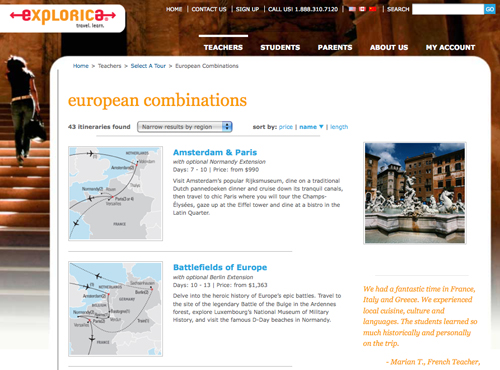 explorica.
travel. learn.
HOME | CONTACT US | SIGN UP | CALL US! 1.888.310.7120 | SEARCH GO
TEACHERS STUDENTS PARENTS ABOUT US MY ACCOUNT
Home > Teachers > Select A Tour > European Combinations
european combinations
43 itineraries found Narrow results by region sort by: price | name ▼ | length
Amsterdam & Paris
with optional Normandy Extension
Days: 7 - 10 | Price: from $990
Visit Amsterdam's popular Rijksmuseum, dine on a traditional
Dutch pannedoeken dinner and cruise down its tranquil canals,
then travel to chic Paris where you will tour the Champs-
Élysées, gaze up at the Eiffel tower and dine at a bistro in the
Latin Quarter.
NETHERLANDS
Amsterdam
FRANCE
Battlefields of Europe
with optional Berlin Extension
Days: 10 - 13 | Price: from $1,363
Delve into the heroic history of Europe's epic battles. Travel to
the site of the legendary Battle of the Bulge in the Ardennes
forest, explore Luxembourg's National Museum of Military
History, and visit the famous D-Day beaches in Normandy.
NETHERLANDS
GERMANY
FRANCE
We had a fantastic time in France,
Italy and Greece. We experienced
local cuisine, culture and
languages. The students learned so
much historically and personally
on the trip.
- Marian T., French Teacher,